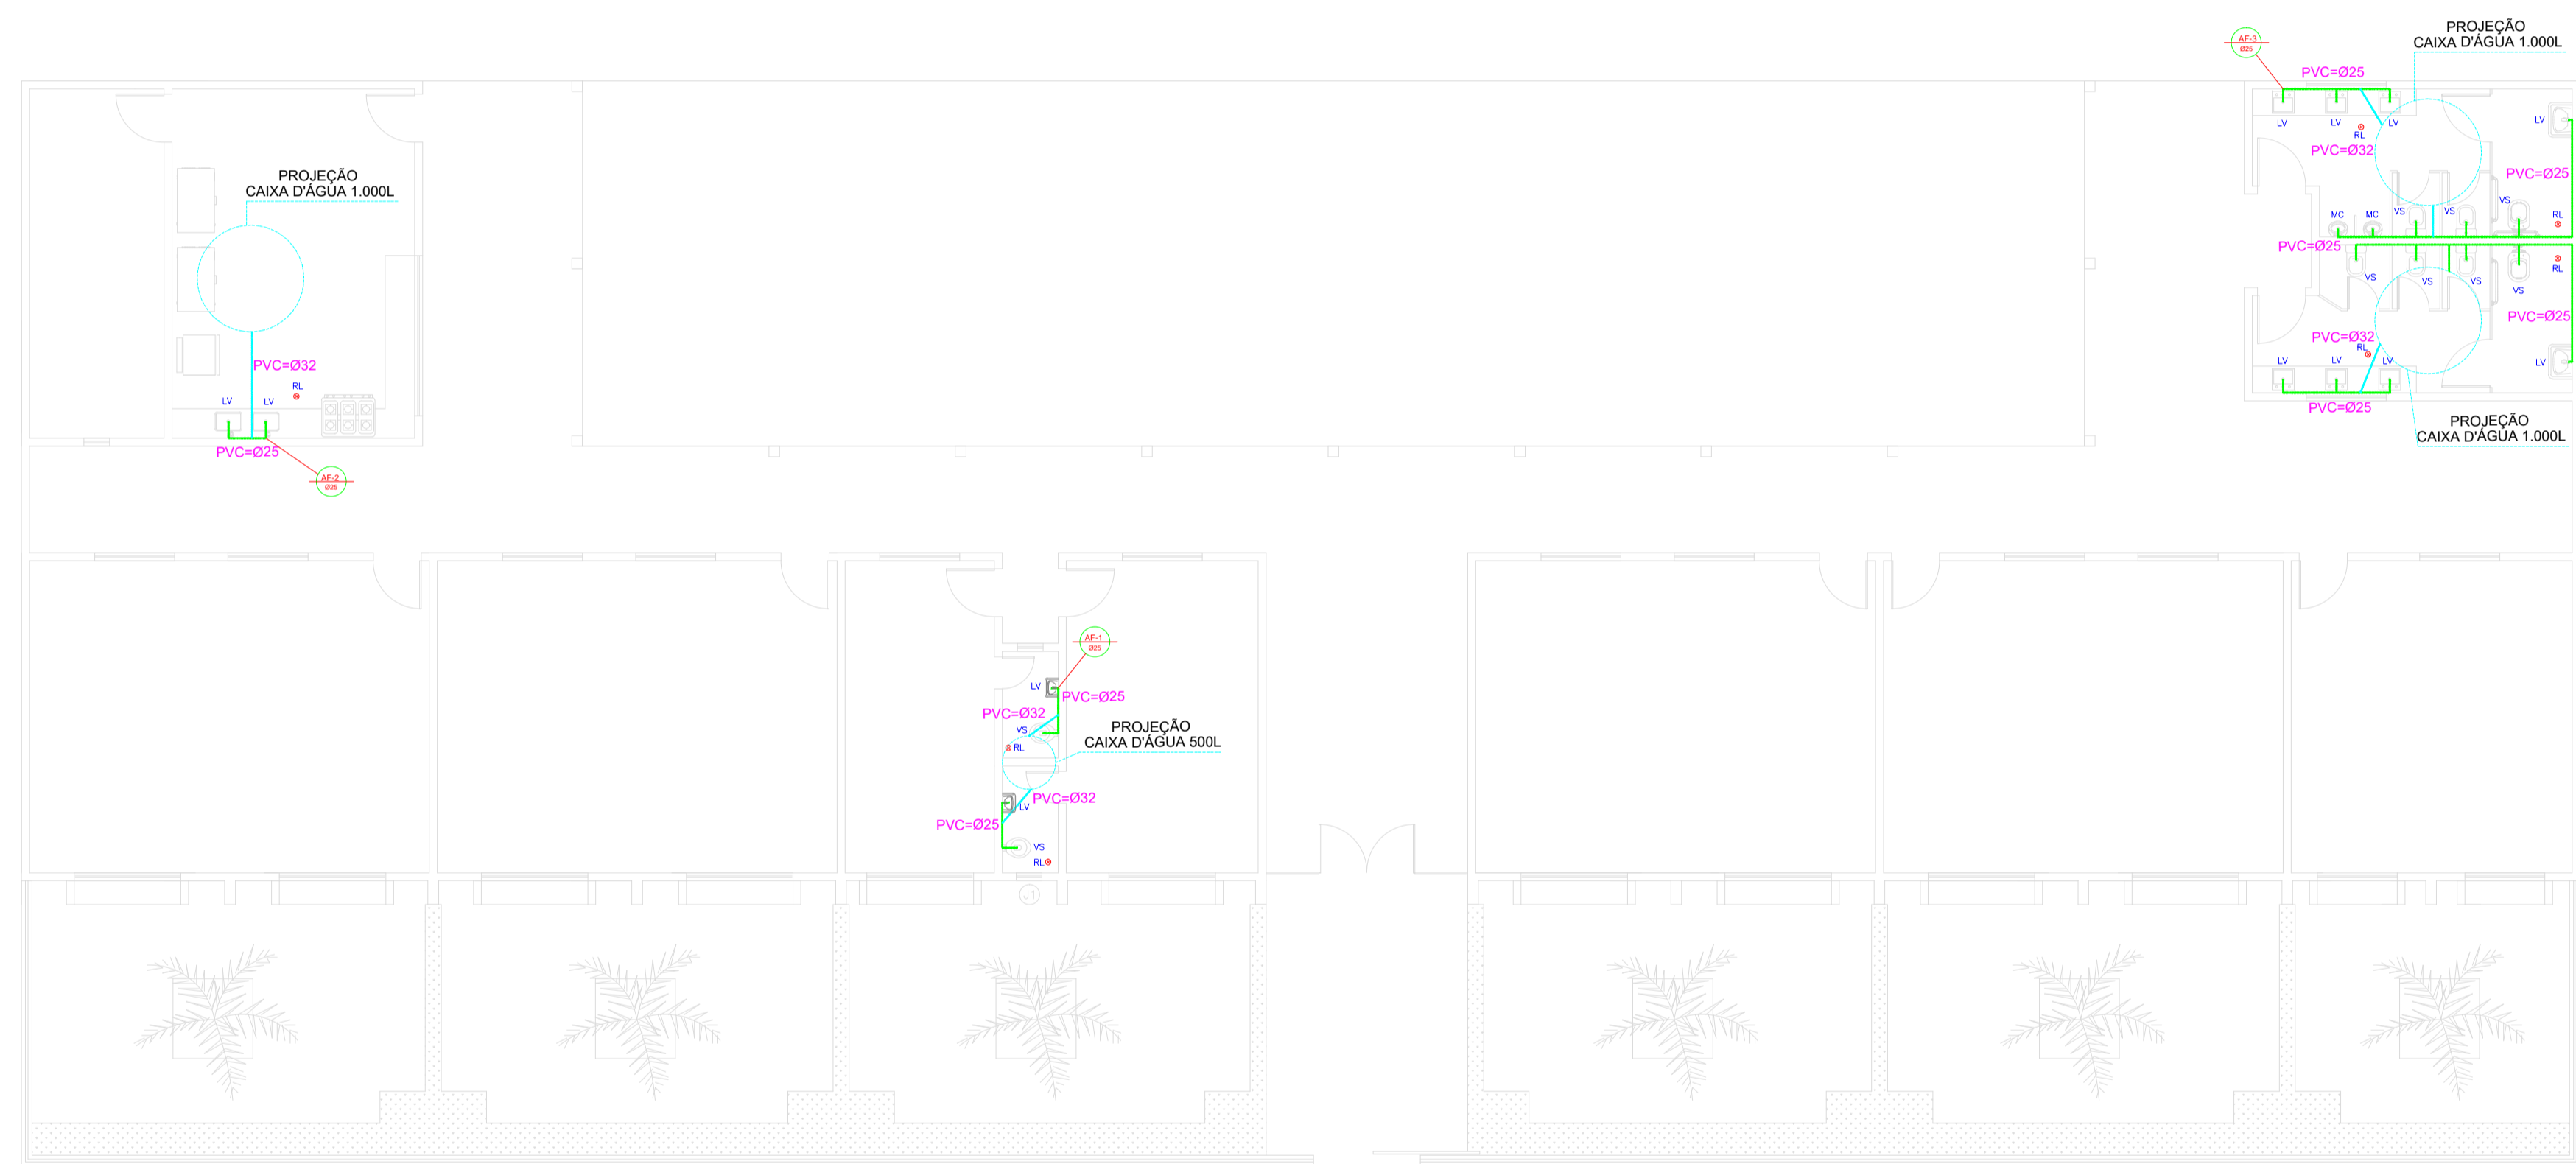 PROJEÇÃO
CAIXA D'ÁGUA 1.000L
AF-3
Ø25
PVC=Ø25
LV
LV
LV
RL
PVC=Ø32
LV
PVC=Ø25
VS
MC
MC
VS
VS
RL
PVC=Ø25
RL
VS
VS
VS
VS
PVC=Ø25
PVC=Ø32
RL
LV
LV
LV
LV
PVC=Ø25
PROJEÇÃO
CAIXA D'ÁGUA 1.000L
PROJEÇÃO
CAIXA D'ÁGUA 1.000L
PVC=Ø32
RL
LV
LV
PVC=Ø25
AF-2
Ø25
AF-1
Ø25
LV
PVC=Ø25
PVC=Ø32
VS
RL
PROJEÇÃO
CAIXA D'ÁGUA 500L
PVC=Ø32
LV
PVC=Ø25
VS
RL
J1